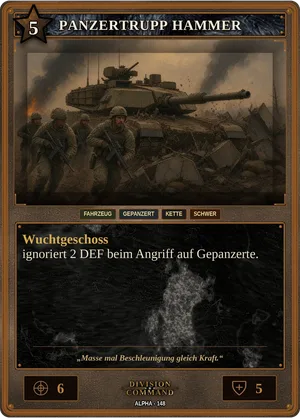 5
PANZERTRUPP HAMMER
FAHRZEUG GEPANZERT KETTE SCHWER
Wuchtgeschoss
ignoriert 2 DEF beim Angriff auf Gepanzerte.
„Masse mal Beschleunigung gleich Kraft.“
6
DIVISION
COMMAND
ALPHA - 148
5